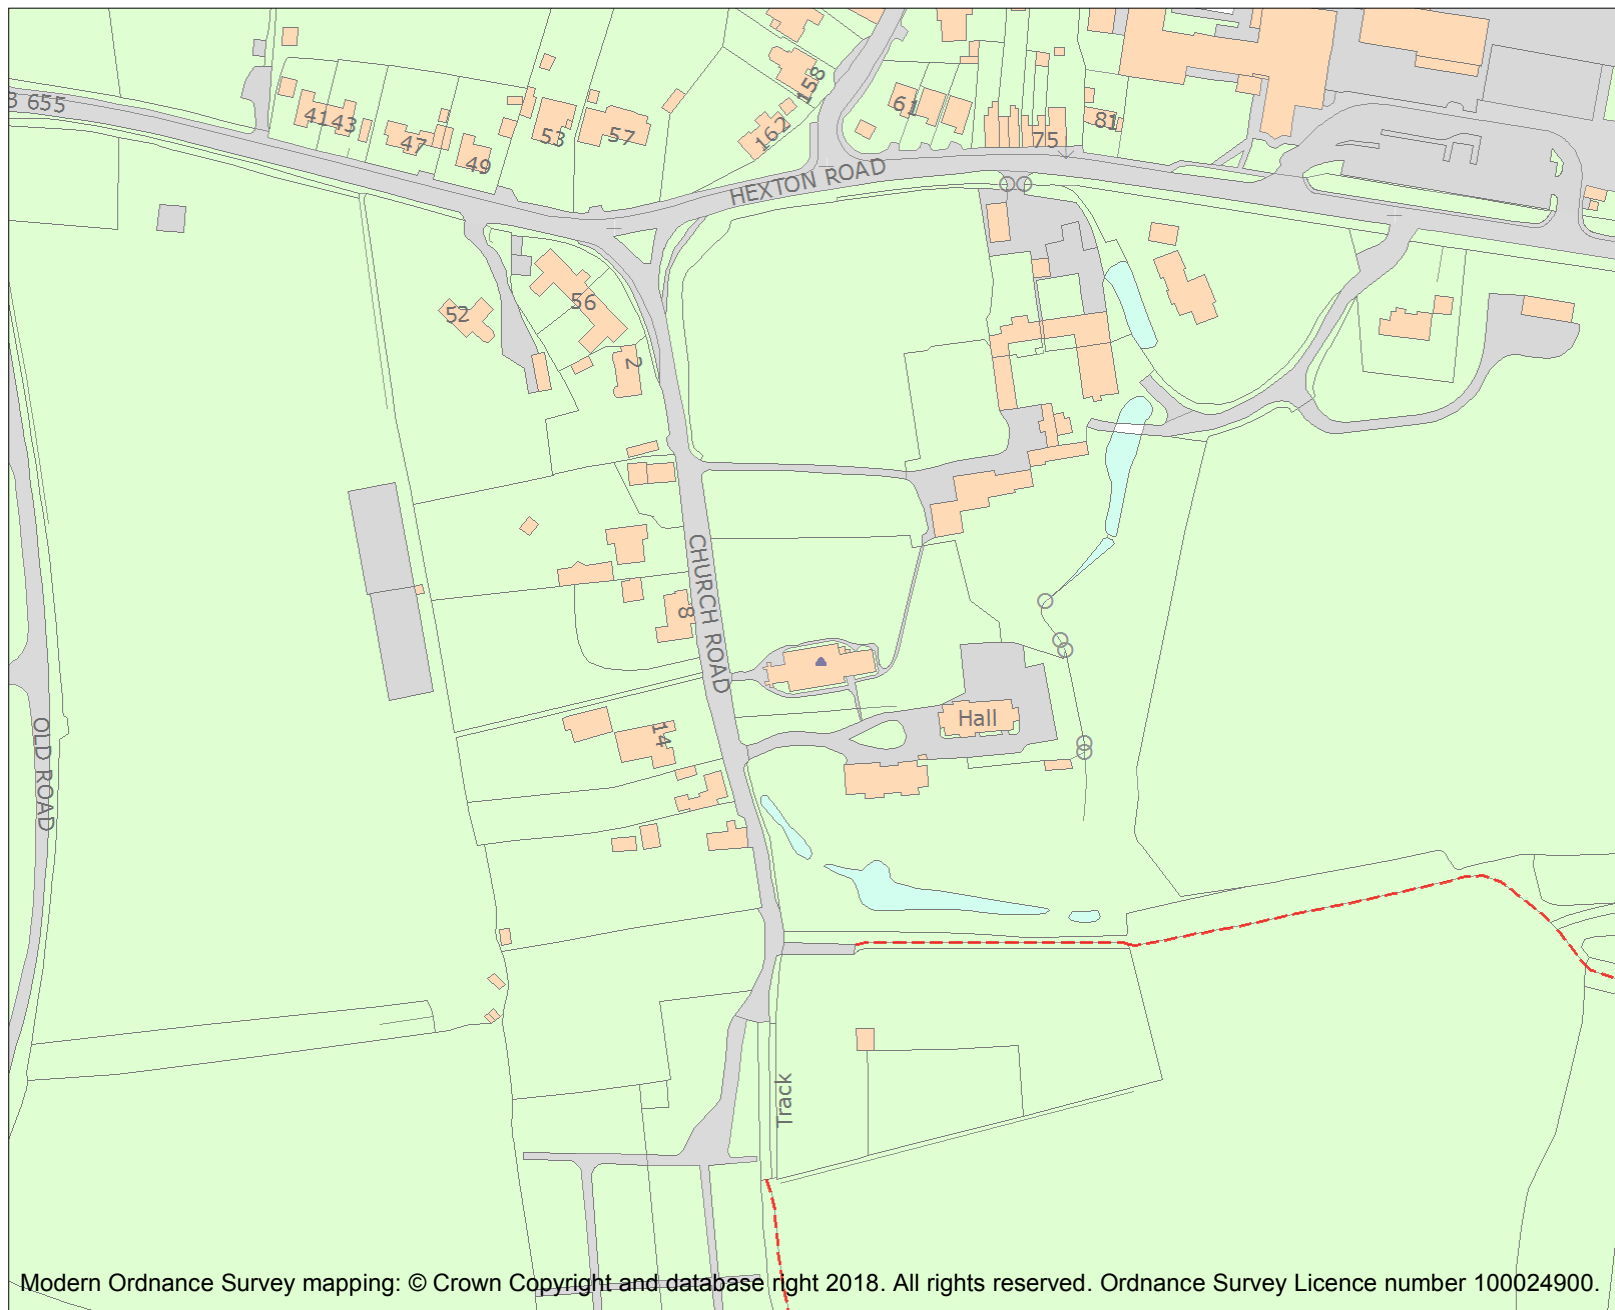 158
B 655
61
41 43
162
81
53
57
75
47
49
HEXTON ROAD
56
52
2
CHURCH ROAD
8
Hall
14
OLD ROAD
Track
Modern Ordnance Survey mapping: © Crown Copyright and database right 2018. All rights reserved. Ordnance Survey Licence number 100024900.